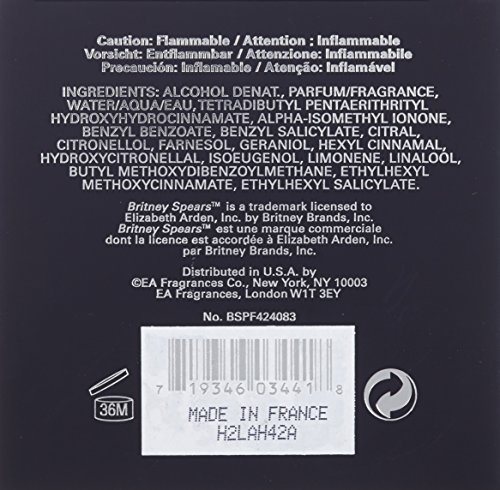 Caution: Flammable / Attention : Inflammable
Vorsicht: Entflammbar / Attenzione: Inflammabile
Precaución: Inflamable / Atenção: Inflamável
INGREDIENTS: ALCOHOL DENAT., PARFUM/FRAGRANCE,
WATER/AQUA/EAU, TETRADIBUTYL PENTAERITHRITYL
HYDROXYHYDROCINNAMATE, ALPHA-ISOMETHYL IONONE,
BENZYL BENZOATE, BENZYL SALICYLATE, CITRAL,
CITRONELLOL, FARNESOL, GERANIOL, HEXYL CINNAMAL,
HYDROXYCITRONELLAL, ISOEUGENOL, LIMONENE, LINALOOL,
BUTYL METHOXYDIBENZOYLMETHANE, ETHYLHEXYL
METHOXYCINNAMATE, ETHYLHEXYL SALICYLATE.
Britney Spears™ is a trademark licensed to
Elizabeth Arden, Inc. by Britney Brands, Inc.
Britney Spears™ est une marque commerciale
dont la licence est accordée à Elizabeth Arden, Inc.
par Britney Brands, Inc.
Distributed in U.S.A. by
©EA Fragrances Co., New York, NY 10003
EA Fragrances, London W1T 3EY
No. BSPF424083
7 19346 03441 8
36M
MADE IN FRANCE
H2LAH42A